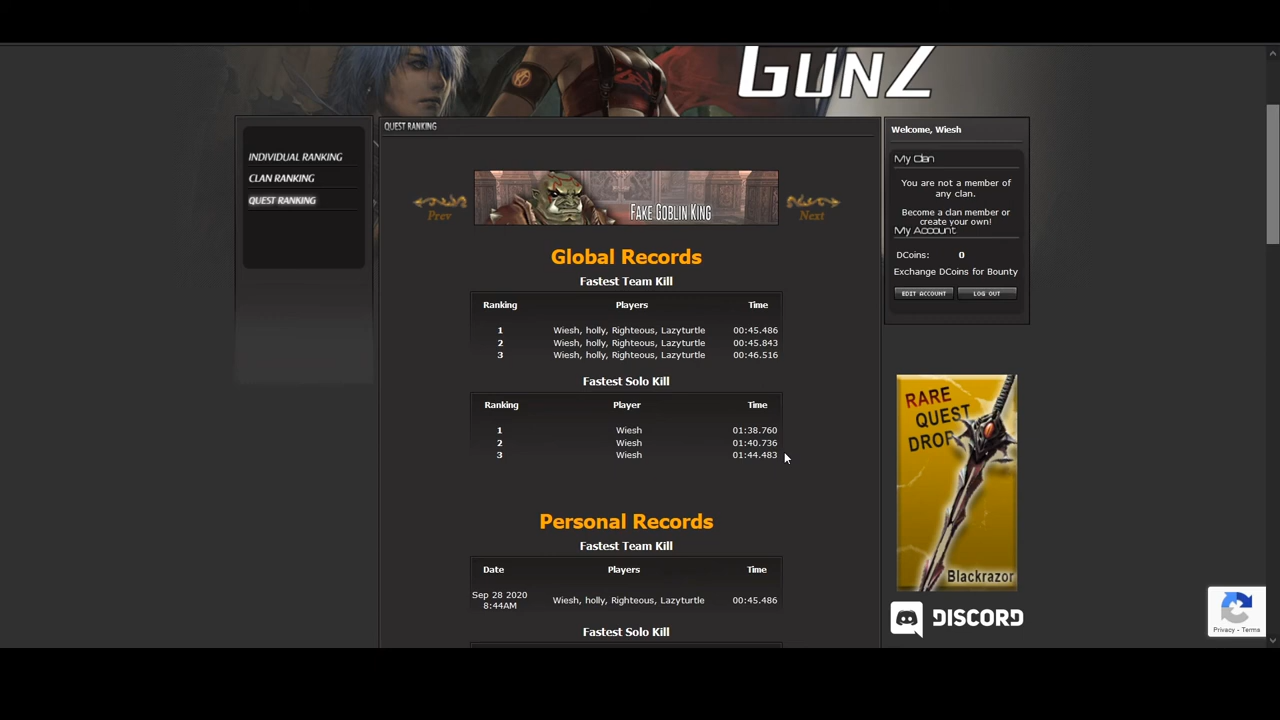 GUNZ
QUEST RANKING
INDIVIDUAL RANKING
CLAN RANKING
QUEST RANKING
Prev
FAKE GOBLIN KING
Next
Global Records
Fastest Team Kill
Ranking Players Time
1 Wiesh, holly, Righteous, Lazyturtle 00:45.486
2 Wiesh, holly, Righteous, Lazyturtle 00:45.843
3 Wiesh, holly, Righteous, Lazyturtle 00:46.516
Fastest Solo Kill
Ranking Player Time
1 Wiesh 01:38.760
2 Wiesh 01:40.736
3 Wiesh 01:44.483
Personal Records
Fastest Team Kill
Date Players Time
Sep 28 2020
8:44AM Wiesh, holly, Righteous, Lazyturtle 00:45.486
Fastest Solo Kill
Welcome, Wiesh
My Clan
You are not a member of
any clan.
Become a clan member or
create your own!
My Account
DCoins: 0
Exchange DCoins for Bounty
EDIT ACCOUNT LOG OUT
RARE
QUEST
DROP
Blackrazor
DISCORD
Privacy - Terms